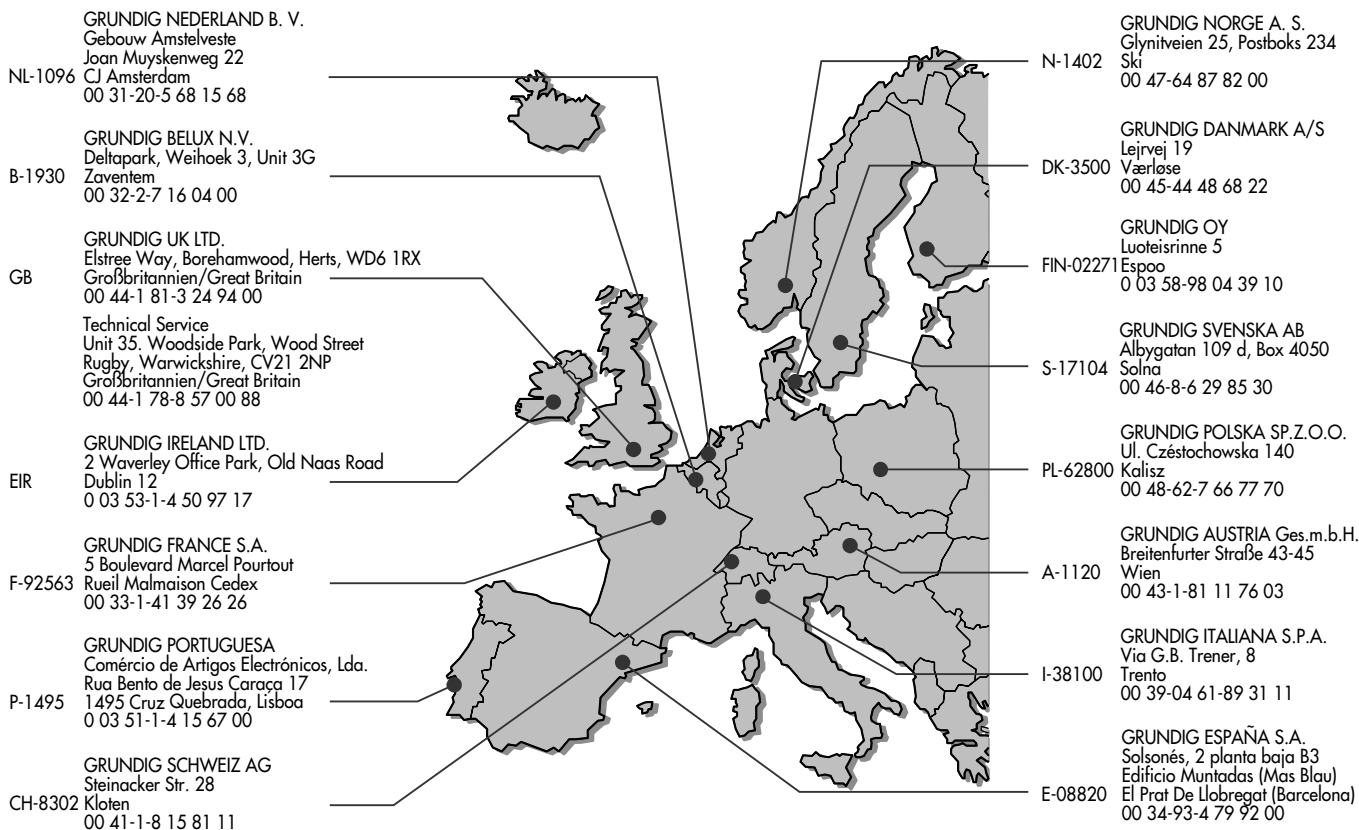 GRUNDIG NEDERLAND B. V.
Gebouw Amstelveste
Joan Muyskenweg 22
NL-1096 CJ Amsterdam
00 31-20-5 68 15 68
GRUNDIG BELUX N.V.
Deltapark, Weihoek 3, Unit 3G
B-1930 Zaventem
00 32-2-7 16 04 00
GRUNDIG UK LTD.
Elstree Way, Borehamwood, Herts, WD6 1RX
GB Großbritannien/Great Britain
00 44-1 81-3 24 94 00
Technical Service
Unit 35. Woodside Park, Wood Street
Rugby, Warwickshire, CV21 2NP
Großbritannien/Great Britain
00 44-1 78-8 57 00 88
GRUNDIG IRELAND LTD.
2 Waverley Office Park, Old Naas Road
EIR Dublin 12
0 03 53-1-4 50 97 17
GRUNDIG FRANCE S.A.
5 Boulevard Marcel Pourtout
F-92563 Rueil Malmaison Cedex
00 33-1-41 39 26 26
GRUNDIG PORTUGUESA
Comércio de Artigos Electrónicos, Lda.
Rua Bento de Jesus Caraça 17
P-1495 1495 Cruz Quebrada, Lisboa
0 03 51-1-4 15 67 00
GRUNDIG SCHWEIZ AG
Steinacker Str. 28
CH-8302 Kloten
00 41-1-8 15 81 11
GRUNDIG NORGE A. S.
Glynitveien 25, Postboks 234
N-1402 Ski
00 47-64 87 82 00
GRUNDIG DANMARK A/S
Lejrvej 19
DK-3500 Værløse
00 45-44 48 68 22
GRUNDIG OY
Luoteisrinne 5
FIN-02271 Espoo
0 03 58-98 04 39 10
GRUNDIG SVENSKA AB
Albygatan 109 d, Box 4050
S-17104 Solna
00 46-8-6 29 85 30
GRUNDIG POLSKA SP.Z.O.O.
Ul. Czéstochowska 140
PL-62800 Kalisz
00 48-62-7 66 77 70
GRUNDIG AUSTRIA Ges.m.b.H.
Breitenfurter Straße 43-45
A-1120 Wien
00 43-1-81 11 76 03
GRUNDIG ITALIANA S.P.A.
Via G.B. Trener, 8
I-38100 Trento
00 39-04 61-89 31 11
GRUNDIG ESPAÑA S.A.
Solsonés, 2 planta baja B3
Edificio Muntadas (Mas Blau)
E-08820 El Prat De Llobregat (Barcelona)
00 34-93-4 79 92 00